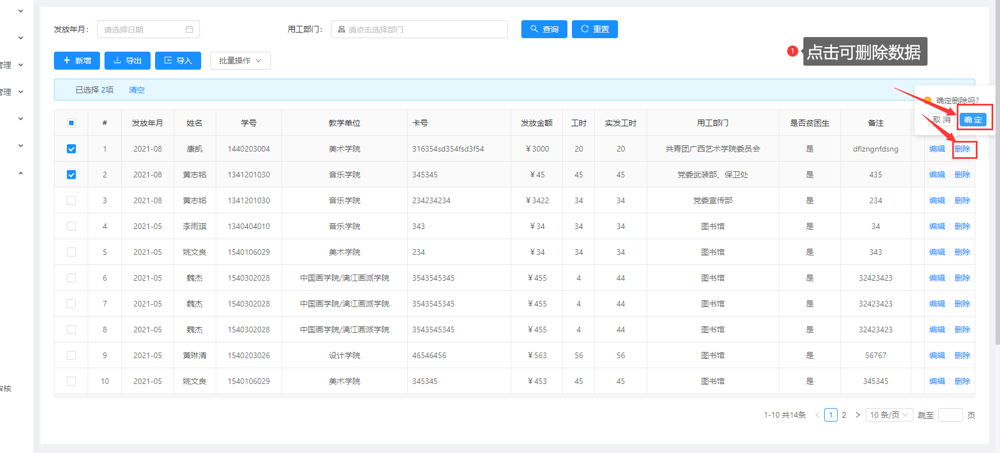 发放年月： 请选择日期 用工部门： 请点击选择部门 查询 重置
1 点击可删除数据
新增 导出 导入 批量操作
管理
已选择 2项 清空
管理
确定删除吗?
取 消 确 定
# 发放年月 姓名 学号 教学单位 卡号 发放金额 工时 实发工时 用工部门 是否贫困生 备注
1 2021-08 康凯 1440203004 美术学院 316354sd354fsd3f54 ￥3000 20 20 共青团广西艺术学院委员会 是 dflzngnfdsng 编辑 删除
2 2021-08 黄志铭 1341201030 音乐学院 345345 ￥45 45 45 党委武装部、保卫处 是 435 编辑 删除
3 2021-08 黄志铭 1341201030 音乐学院 234234234 ￥3422 34 34 党委宣传部 是 234 编辑 删除
4 2021-05 李雨琪 1340404010 音乐学院 343 ￥34 34 34 图书馆 是 34 编辑 删除
5 2021-05 姚文良 1540106029 美术学院 234 ￥34 34 34 图书馆 是 343 编辑 删除
6 2021-05 魏杰 1540302028 中国画学院/漓江画派学院 3543545345 ￥455 4 44 图书馆 是 32423423 编辑 删除
7 2021-05 魏杰 1540302028 中国画学院/漓江画派学院 3543545345 ￥455 4 44 图书馆 是 32423423 编辑 删除
8 2021-05 魏杰 1540302028 中国画学院/漓江画派学院 3543545345 ￥455 4 44 图书馆 是 32423423 编辑 删除
9 2021-05 黄琳清 1540203026 设计学院 46546456 ￥563 56 56 图书馆 是 56767 编辑 删除
10 2021-05 姚文良 1540106029 美术学院 345345 ￥453 45 45 图书馆 是 345345 编辑 删除
审核
1-10 共14条 1 2 10 条/页 跳至 页